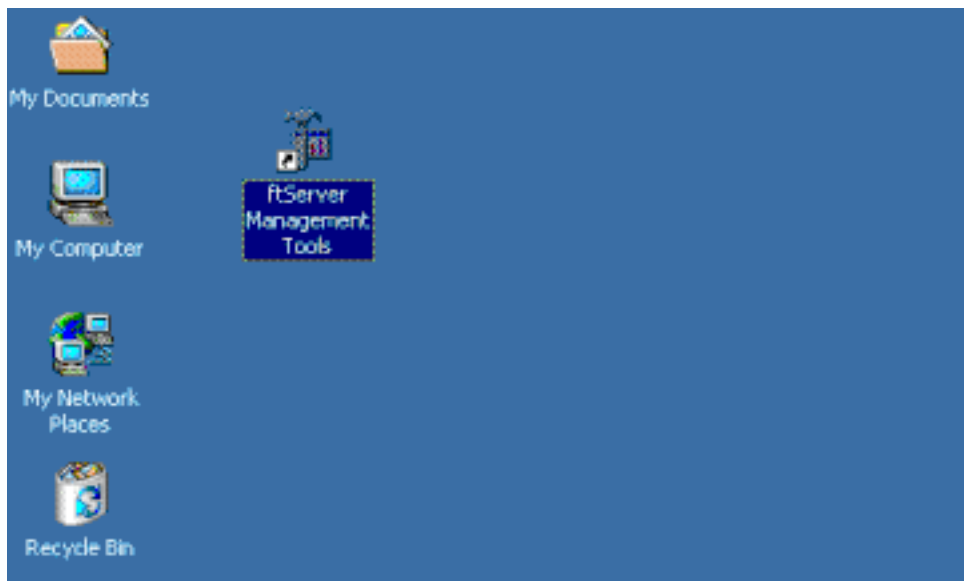 My Documents
ftServer
Management
Tools
My Computer
My Network
Places
Recycle Bin